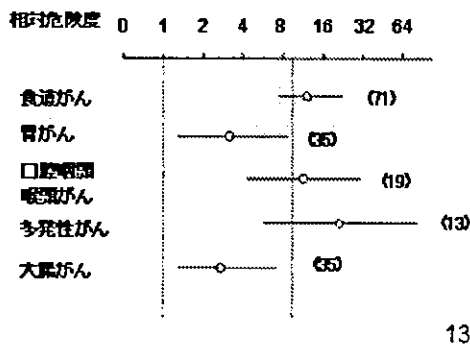 相対危険度 0 2 4 8 16 32 64
食道がん (71)
胃がん (35)
口腔咽頭 (19)
喉頭がん
多発性がん (13)
大腸がん (35)
0 1 10
13